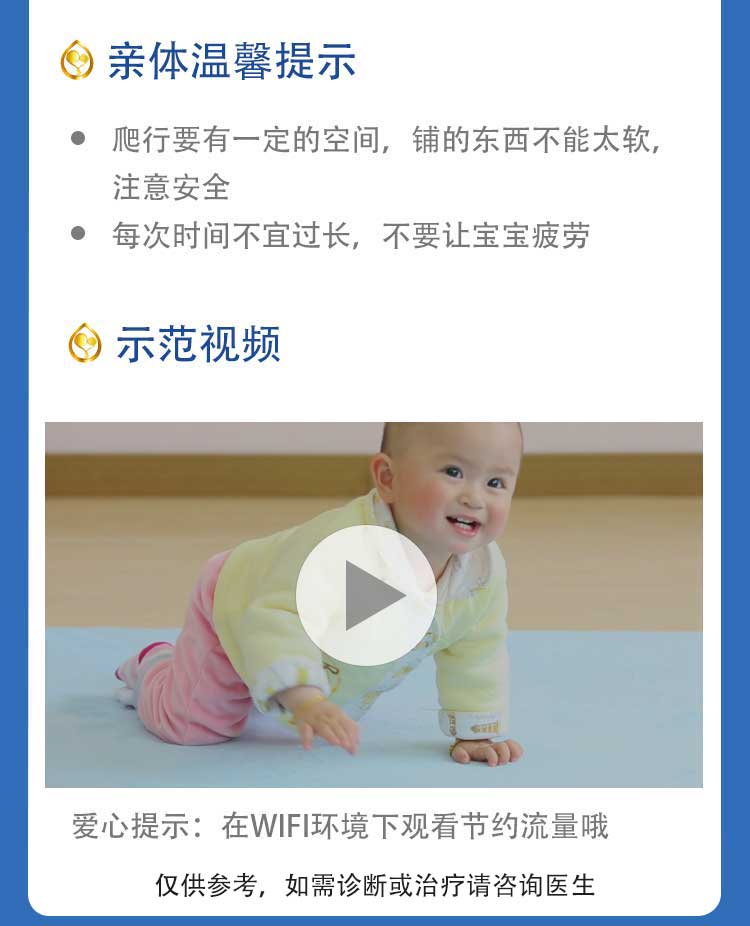 亲体温馨提示
爬行要有一定的空间，铺的东西不能太软，
注意安全
每次时间不宜过长，不要让宝宝疲劳
示范视频
爱心提示：在WIFI环境下观看节约流量哦
仅供参考，如需诊断或治疗请咨询医生